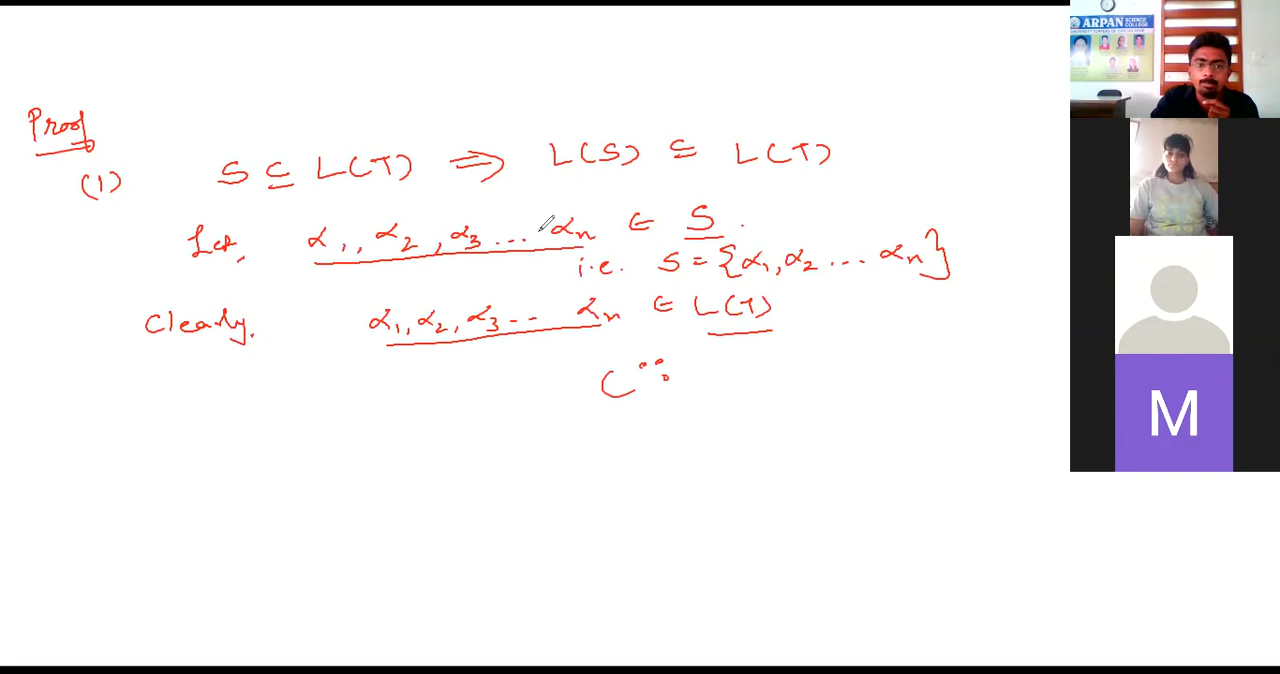 Proof
(1) S ⊆ L(T) ⇒ L(S) ⊆ L(T)
Let, α1, α2, α3 ... αn ∈ S.
i.e. S = {α1, α2 ... αn}
Clearly, α1, α2, α3 ... αn ∈ L(T)
(∵
ARPAN SCIENCE COLLEGE
M